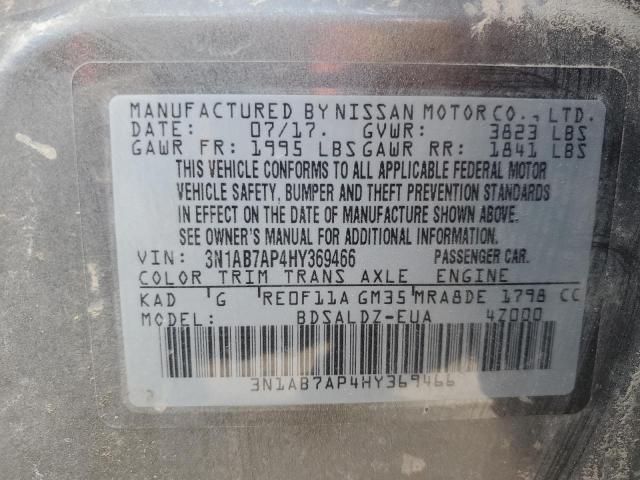 MANUFACTURED BY NISSAN MOTOR CO., LTD.
DATE: 07/17. GVWR: 3823 LBS
GAWR FR: 1995 LBS GAWR RR: 1841 LBS
THIS VEHICLE CONFORMS TO ALL APPLICABLE FEDERAL MOTOR
VEHICLE SAFETY, BUMPER AND THEFT PREVENTION STANDARDS
IN EFFECT ON THE DATE OF MANUFACTURE SHOWN ABOVE.
SEE OWNER'S MANUAL FOR ADDITIONAL INFORMATION.
VIN: 3N1AB7AP4HY369466 PASSENGER CAR.
COLOR TRIM TRANS AXLE ENGINE
KAD G RE0F11A GM35 MRA8DE 1798 CC
MODEL: BDSALDZ-EUA 4Z000
3N1AB7AP4HY369466